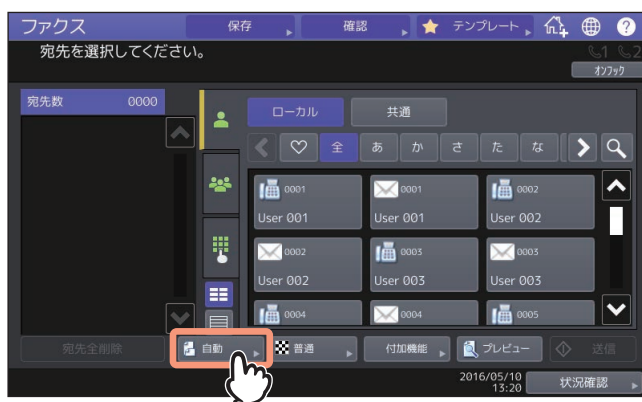 ファクス 保存 確認 テンプレート ?
宛先を選択してください。
1 2
オンフック
宛先数 0000
ローカル 共通
全 あ か さ た な
0001 0001 0002
User 001 User 001 User 002
0002 0003 0003
User 002 User 003 User 003
0004 0004 0005
宛先全削除 自動 普通 付加機能 プレビュー 送信
2016/05/10
13:20
状況確認